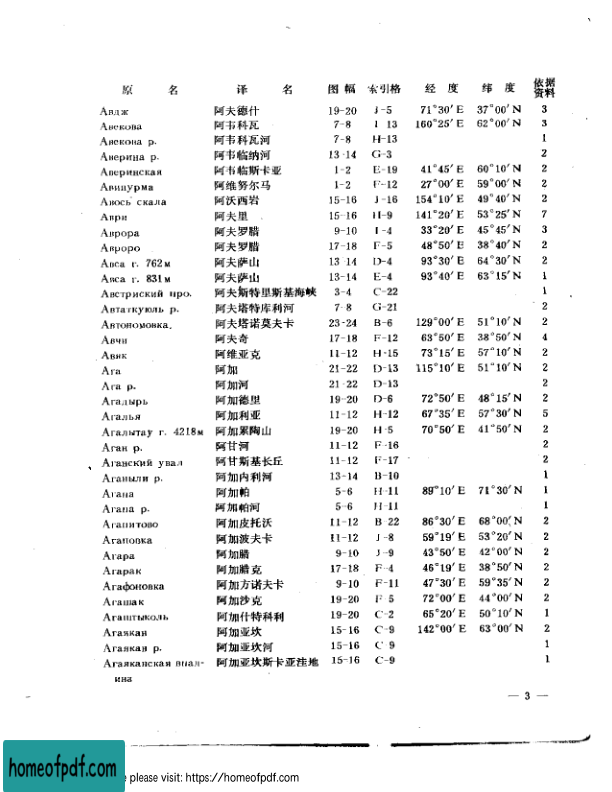 原 名 译 名 图 幅 索引格 经 度 纬 度 依据资料
Авдж 阿夫德什 19-20 J-5 71°30′E 37°00′N 3
Авекова 阿韦科瓦 7-8 I-13 160°25′E 62°00′N 3
Авекова р. 阿韦科瓦河 7-8 H-13 1
Аверина р. 阿韦临纳河 13-14 G-3 2
Аверинская 阿韦临斯卡亚 1-2 E-19 41°45′E 60°10′N 2
Авинурма 阿维努尔马 1-2 F-12 27°00′E 59°00′N 2
Авось скала 阿沃西岩 15-16 J-16 154°10′E 49°40′N 2
Аври 阿夫里 15-16 H-9 141°20′E 53°25′N 7
Аврора 阿夫罗腊 9-10 I-4 33°20′E 45°45′N 3
Авроро 阿夫罗腊 17-18 F-5 48°50′E 38°40′N 2
Авса г. 762м 阿夫萨山 13-14 D-4 93°30′E 64°30′N 2
Авса г. 831м 阿夫萨山 13-14 E-4 93°40′E 63°15′N 1
Австриский про. 阿夫斯特里斯基海峡 3-4 C-22 1
Автаткуюль р. 阿夫塔特库利河 7-8 G-21 2
Автономовка 阿夫塔诺莫夫卡 23-24 B-6 129°00′E 51°10′N 2
Авчи 阿夫奇 17-18 F-12 63°50′E 38°50′N 4
Авяк 阿维亚克 11-12 H-15 73°15′E 57°10′N 2
Ага 阿加 21-22 D-13 115°10′E 51°10′N 2
Ага р. 阿加河 21-22 D-13 2
Агадырь 阿加德里 19-20 D-6 72°50′E 48°15′N 2
Агалья 阿加利亚 11-12 H-12 67°35′E 57°30′N 5
Агалытау г. 4218м 阿加累陶山 19-20 H-5 70°50′E 41°50′N 2
Аган р. 阿甘河 11-12 F-16 2
Аганский увал 阿甘斯基长丘 11-12 F-17 2
Аганыли р. 阿加内利河 13-14 B-10 1
Агапа 阿加帕 5-6 H-11 89°10′E 71°30′N 1
Агапа р. 阿加帕河 5-6 H-11 1
Агапитово 阿加皮托沃 11-12 B-22 86°30′E 68°00′N 2
Агаповка 阿加波夫卡 11-12 J-8 59°19′E 53°20′N 2
Агара 阿加腊 9-10 J-9 43°50′E 42°00′N 2
Агарак 阿加腊克 17-18 F-4 46°19′E 38°50′N 2
Агафоновка 阿加方诺夫卡 9-10 F-11 47°30′E 59°35′N 2
Агашак 阿加沙克 19-20 F-5 72°00′E 44°00′N 2
Агаштыколь 阿加什特科利 19-20 C-2 65°20′E 50°10′N 1
Агаякан 阿加亚坎 15-16 C-9 142°00′E 63°00′N 2
Агаякан р. 阿加亚坎河 15-16 C-9 1
Агаяканская впад- 阿加亚坎斯卡亚洼地 15-16 C-9 1
ина
— 3 —
homeofpdf.com
please visit: https://homeofpdf.com